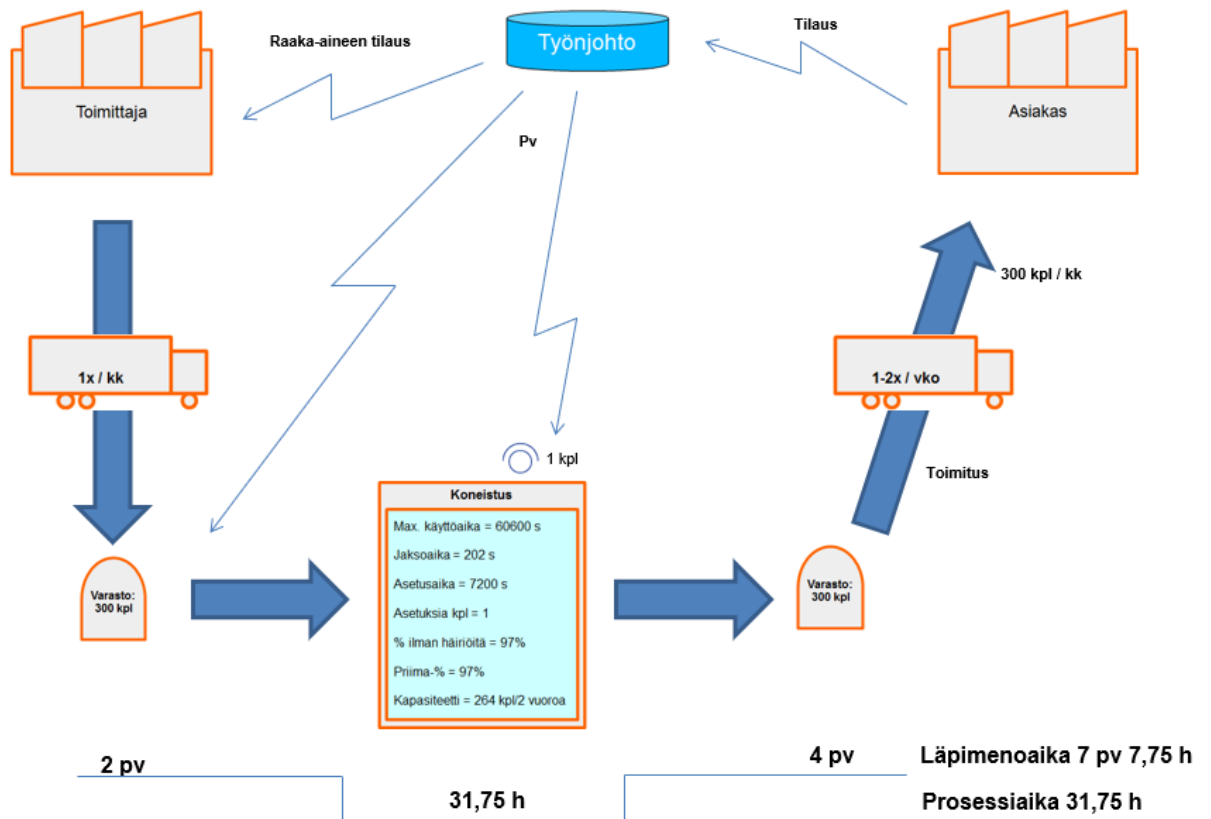 Työnjohto
Tilaus
Raaka-aineen tilaus
Toimittaja
Asiakas
Pv
300 kpl / kk
1x / kk
1-2x / vko
1 kpl
Toimitus
Koneistus
Max. käyttöaika = 60600 s
Jaksoaika = 202 s
Asetusaika = 7200 s
Asetuksia kpl = 1
% ilman häiriöitä = 97%
Priima-% = 97%
Kapasiteetti = 264 kpl/2 vuoroa
Varasto:
300 kpl
Varasto:
300 kpl
2 pv
31,75 h
4 pv
Läpimenoaika 7 pv 7,75 h
Prosessiaika 31,75 h